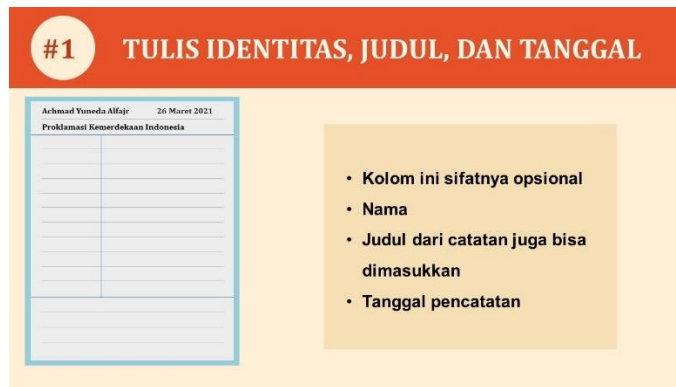 #1
TULIS IDENTITAS, JUDUL, DAN TANGGAL
Achmad Yuneda Alfajr 26 Maret 2021
Proklamasi Kemerdekaan Indonesia
• Kolom ini sifatnya opsional
• Nama
• Judul dari catatan juga bisa
dimasukkan
• Tanggal pencatatan